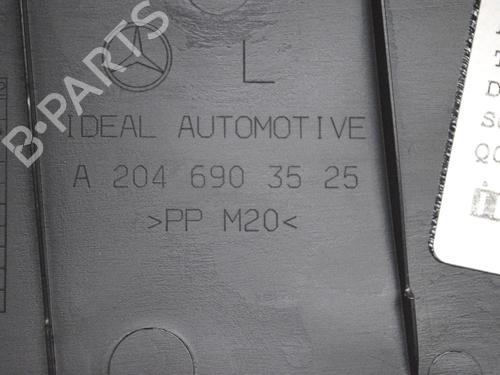 B-PARTS
L
IDEAL AUTOMOTIVE
A 204 690 35 25
>PP M20<